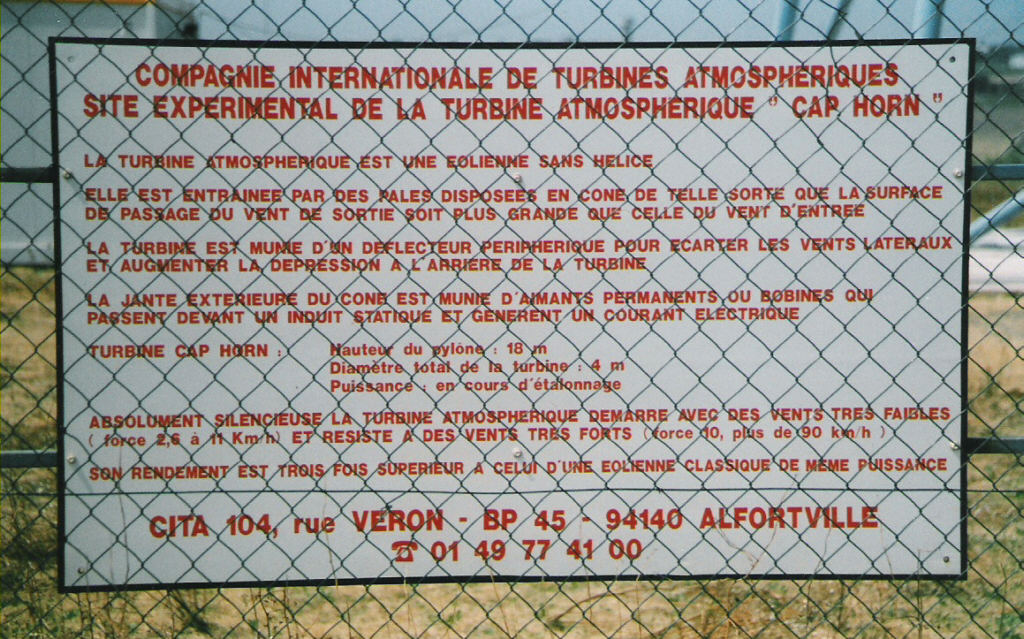 COMPAGNIE INTERNATIONALE DE TURBINES ATMOSPHERIQUES
SITE EXPERIMENTAL DE LA TURBINE ATMOSPHERIQUE " CAP HORN "
LA TURBINE ATMOSPHERIQUE EST UNE EOLIENNE SANS HELICE
ELLE EST ENTRAINEE PAR DES PALES DISPOSEES EN CONE DE TELLE SORTE QUE LA SURFACE
DE PASSAGE DU VENT DE SORTIE SOIT PLUS GRANDE QUE CELLE DU VENT D'ENTREE
LA TURBINE EST MUNIE D'UN DEFLECTEUR PERIPHERIQUE POUR ECARTER LES VENTS LATERAUX
ET AUGMENTER LA DEPRESSION A L'ARRIERE DE LA TURBINE
LA JANTE EXTERIEURE DU CONE EST MUNIE D'AIMANTS PERMANENTS OU BOBINES QUI
PASSENT DEVANT UN INDUIT STATIQUE ET GENERENT UN COURANT ELECTRIQUE
TURBINE CAP HORN : Hauteur du pylône : 18 m
Diamètre total de la turbine : 4 m
Puissance : en cours d'étalonnage
ABSOLUMENT SILENCIEUSE LA TURBINE ATMOSPHERIQUE DEMARRE AVEC DES VENTS TRES FAIBLES
( force 2,6 à 11 Km/h) ET RESISTE A DES VENTS TRES FORTS (force 10, plus de 90 km/h )
SON RENDEMENT EST TROIS FOIS SUPERIEUR A CELUI D'UNE EOLIENNE CLASSIQUE DE MEME PUISSANCE
CITA 104, rue VERON - BP 45 - 94140 ALFORTVILLE
☎ 01 49 77 41 00